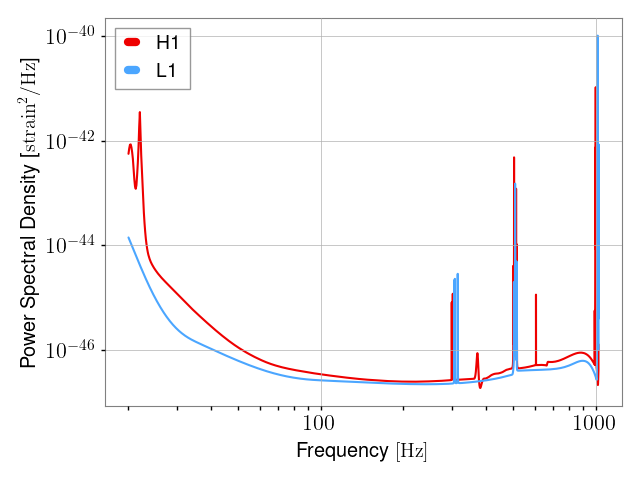 H1
L1
10⁻⁴⁰
10⁻⁴²
10⁻⁴⁴
10⁻⁴⁶
Power Spectral Density [strain²/Hz]
100
1000
Frequency [Hz]